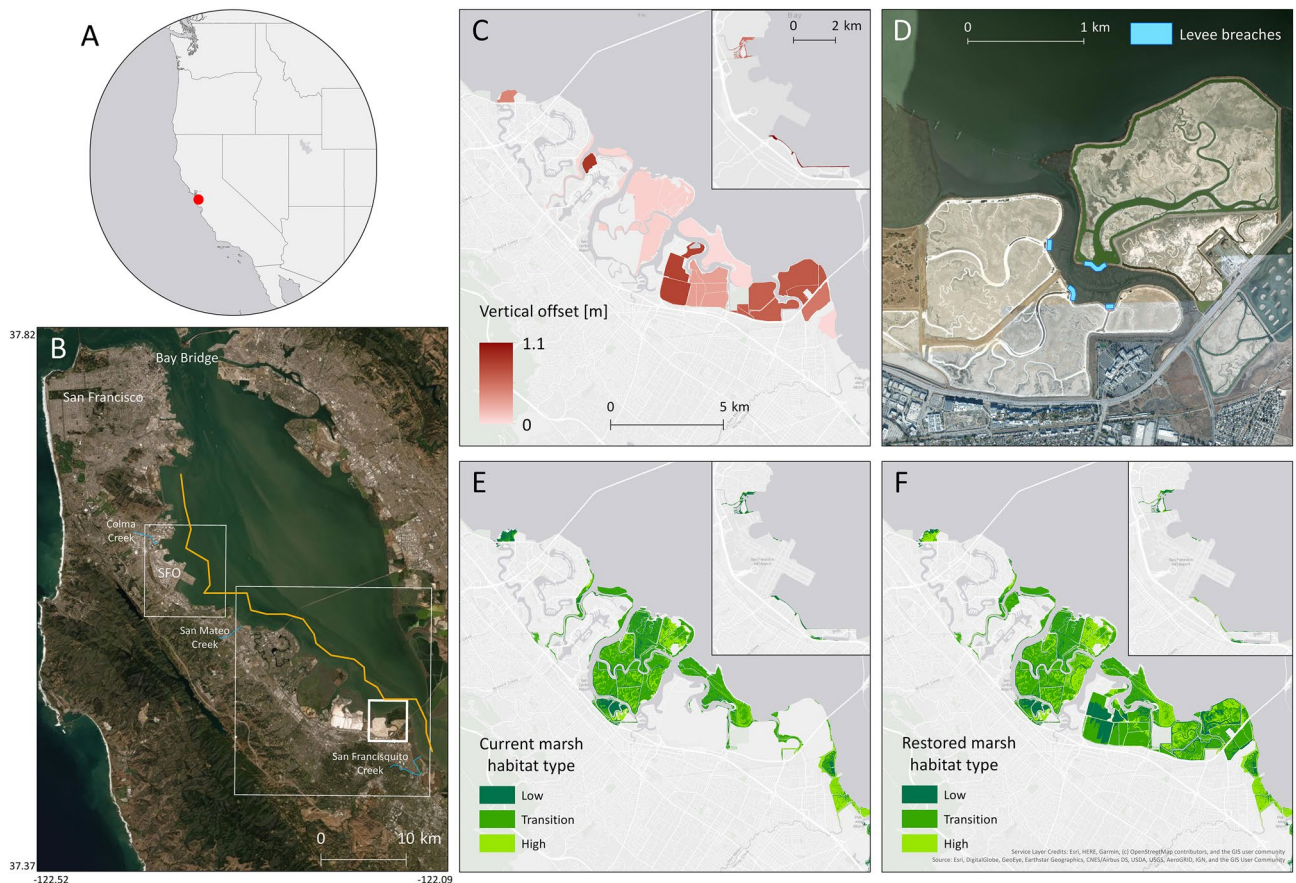 A
B
37.82
Bay Bridge
San Francisco
Colma
Creek
SFO
San Mateo
Creek
San Francisquito
Creek
0
10 km
37.37
-122.52
-122.09
C
Bay
0
2 km
Vertical offset [m]
1.1
0
0
5 km
D
0
1 km
Levee breaches
E
Current marsh
habitat type
Low
Transition
High
F
Restored marsh
habitat type
Low
Transition
High
Service Layer Credits: Esri, HERE, Garmin, (c) OpenStreetMap contributors, and the GIS user community
Source: Esri, DigitalGlobe, GeoEye, Earthstar Geographics, CNES/Airbus DS, USDA, USGS, AeroGRID, IGN, and the GIS User Community